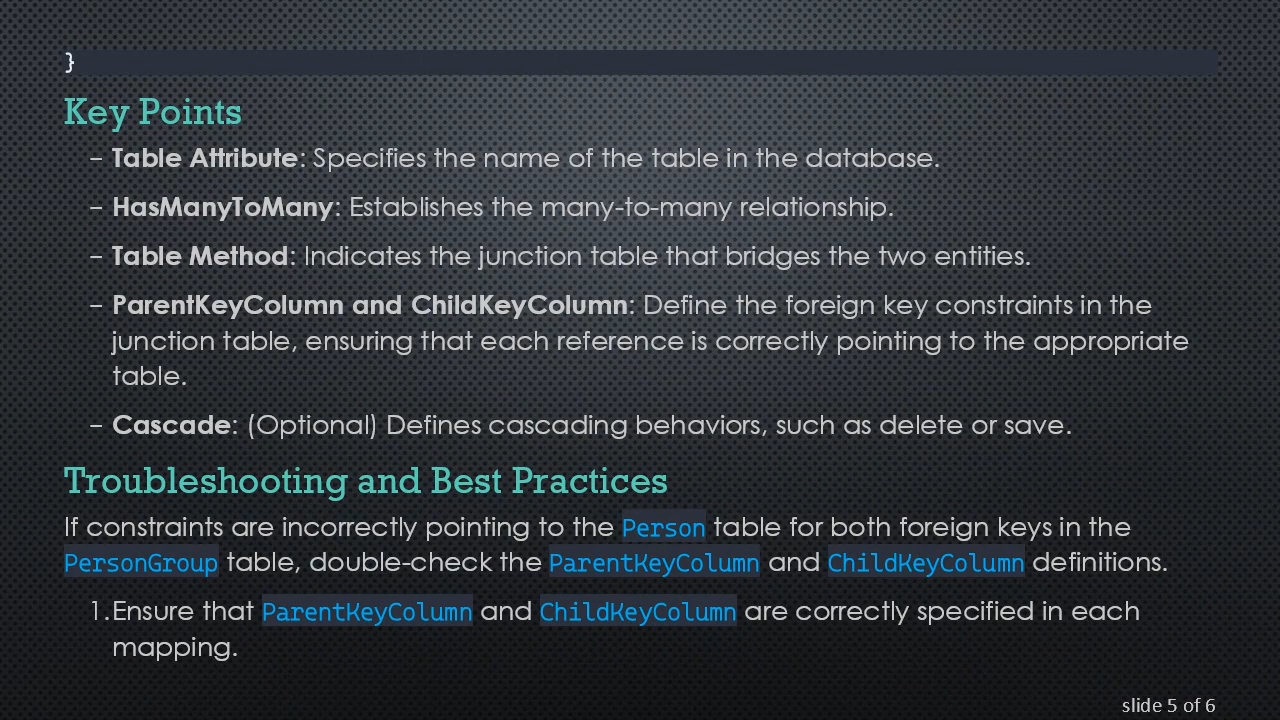 }
Key Points
– Table Attribute: Specifies the name of the table in the database.
– HasManyToMany: Establishes the many-to-many relationship.
– Table Method: Indicates the junction table that bridges the two entities.
– ParentKeyColumn and ChildKeyColumn: Define the foreign key constraints in the
junction table, ensuring that each reference is correctly pointing to the appropriate
table.
– Cascade: (Optional) Defines cascading behaviors, such as delete or save.
Troubleshooting and Best Practices
If constraints are incorrectly pointing to the Person table for both foreign keys in the
PersonGroup table, double-check the ParentKeyColumn and ChildKeyColumn definitions.
1.Ensure that ParentKeyColumn and ChildKeyColumn are correctly specified in each
mapping.
slide 5 of 6